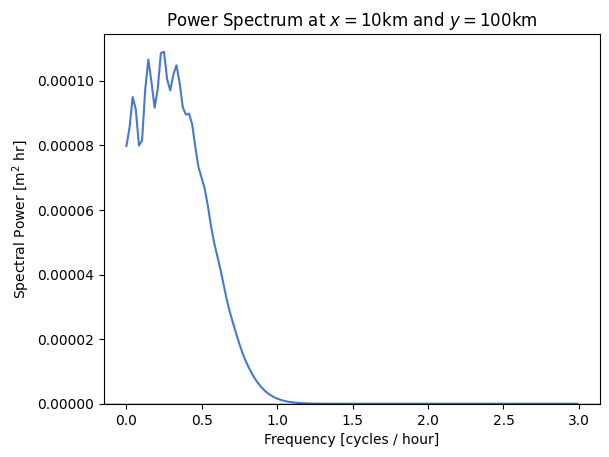 Power Spectrum at x = 10km and y = 100km
Spectral Power [m² hr]
0.00010
0.00008
0.00006
0.00004
0.00002
0.00000
0.0 0.5 1.0 1.5 2.0 2.5 3.0
Frequency [cycles / hour]